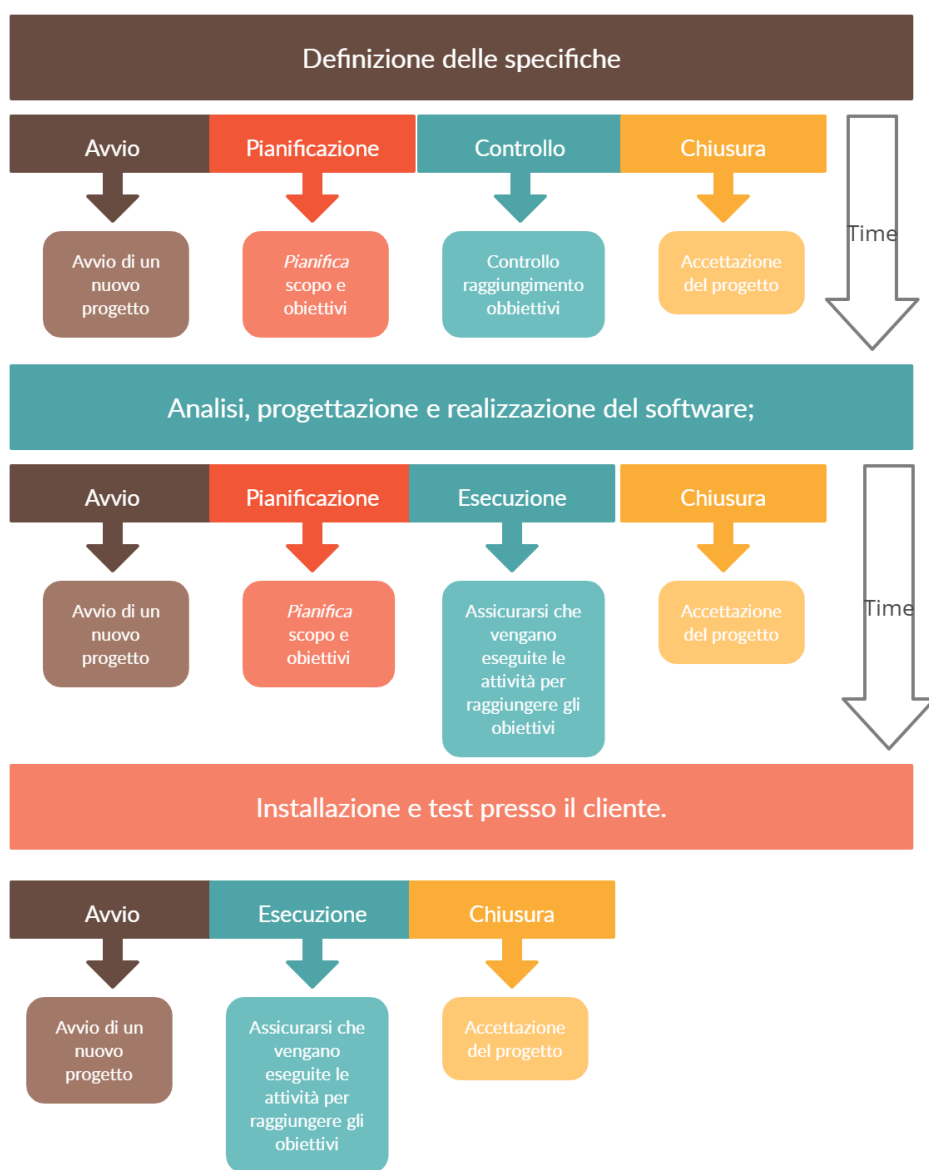 Definizione delle specifiche
Avvio
Pianificazione
Controllo
Chiusura
Time
Avvio di un
nuovo
progetto
Pianifica
scopo e
obiettivi
Controllo
raggiungimento
obbiettivi
Accettazione
del progetto
Analisi, progettazione e realizzazione del software;
Avvio
Pianificazione
Esecuzione
Chiusura
Time
Avvio di un
nuovo
progetto
Pianifica
scopo e
obiettivi
Assicurarsi che
vengano
eseguite le
attività per
raggiungere gli
obiettivi
Accettazione
del progetto
Installazione e test presso il cliente.
Avvio
Esecuzione
Chiusura
Avvio di un
nuovo
progetto
Assicurarsi che
vengano
eseguite le
attività per
raggiungere gli
obiettivi
Accettazione
del progetto